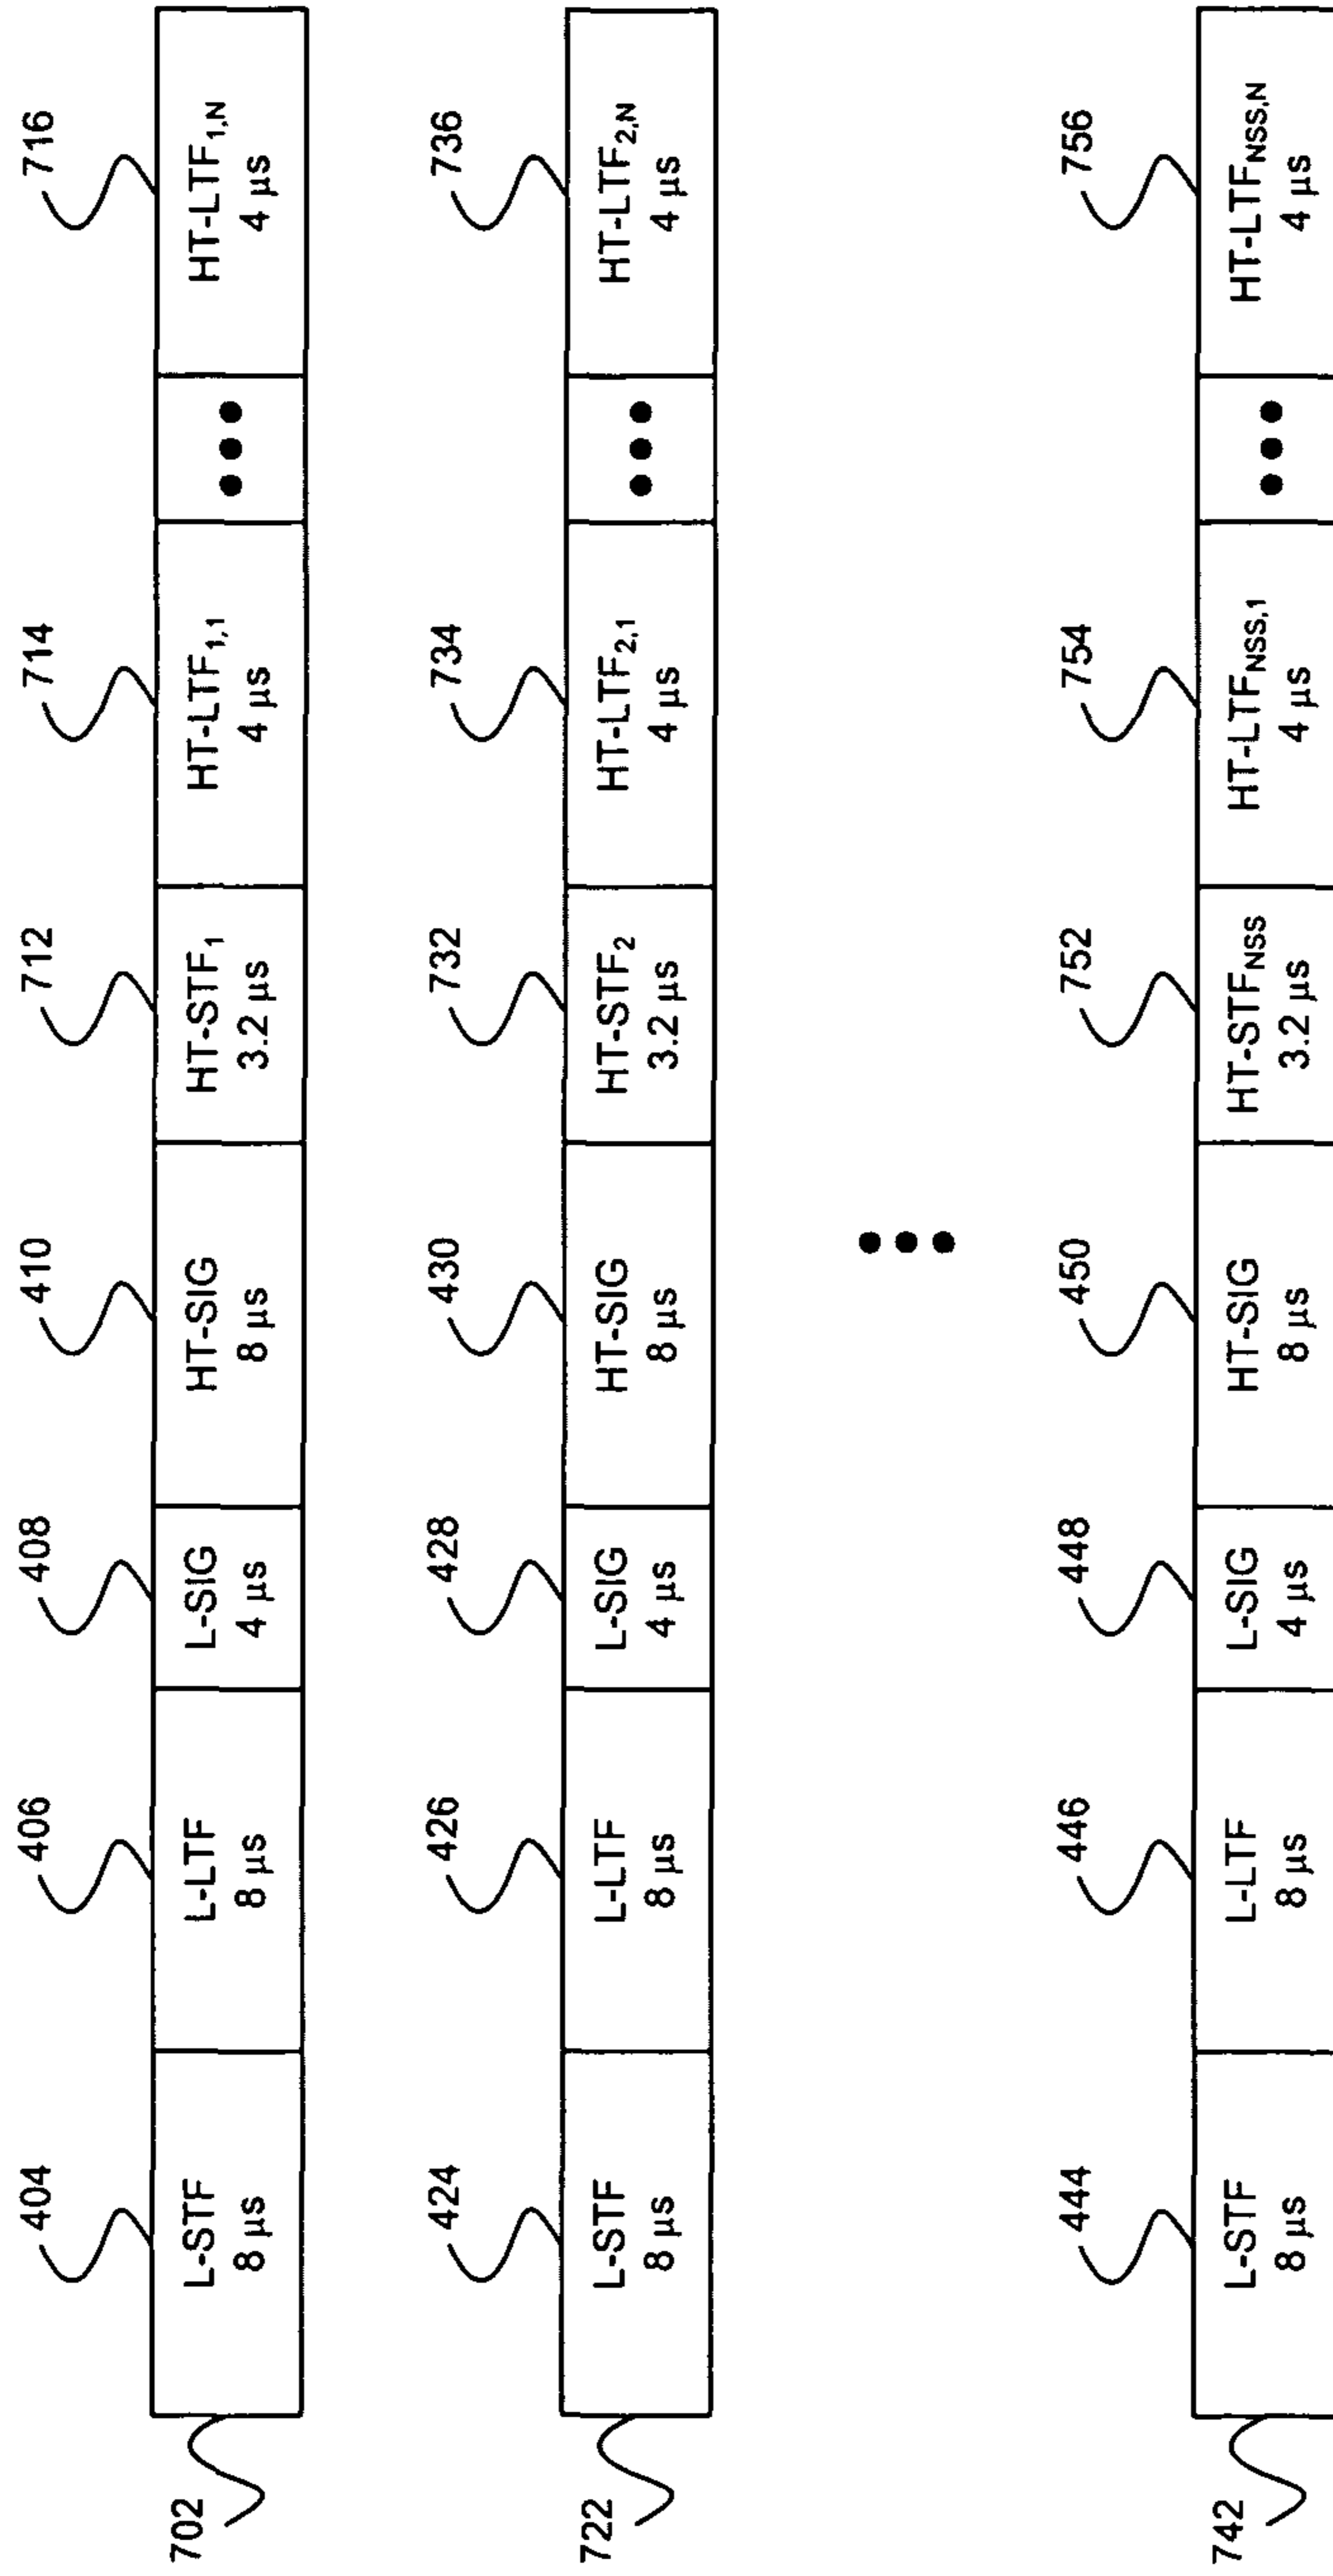 404 406 408 410 712 714 716
L-STF L-LTF L-SIG HT-SIG HT-STF₁ HT-LTF₁,₁ HT-LTF₁,N
8 µs 8 µs 4 µs 8 µs 3.2 µs 4 µs 4 µs
702
424 426 428 430 732 734 736
L-STF L-LTF L-SIG HT-SIG HT-STF₂ HT-LTF₂,₁ HT-LTF₂,N
8 µs 8 µs 4 µs 8 µs 3.2 µs 4 µs 4 µs
722
444 446 448 450 752 754 756
L-STF L-LTF L-SIG HT-SIG HT-STFNSS HT-LTFNSS,1 HT-LTFNSS,N
8 µs 8 µs 4 µs 8 µs 3.2 µs 4 µs 4 µs
742